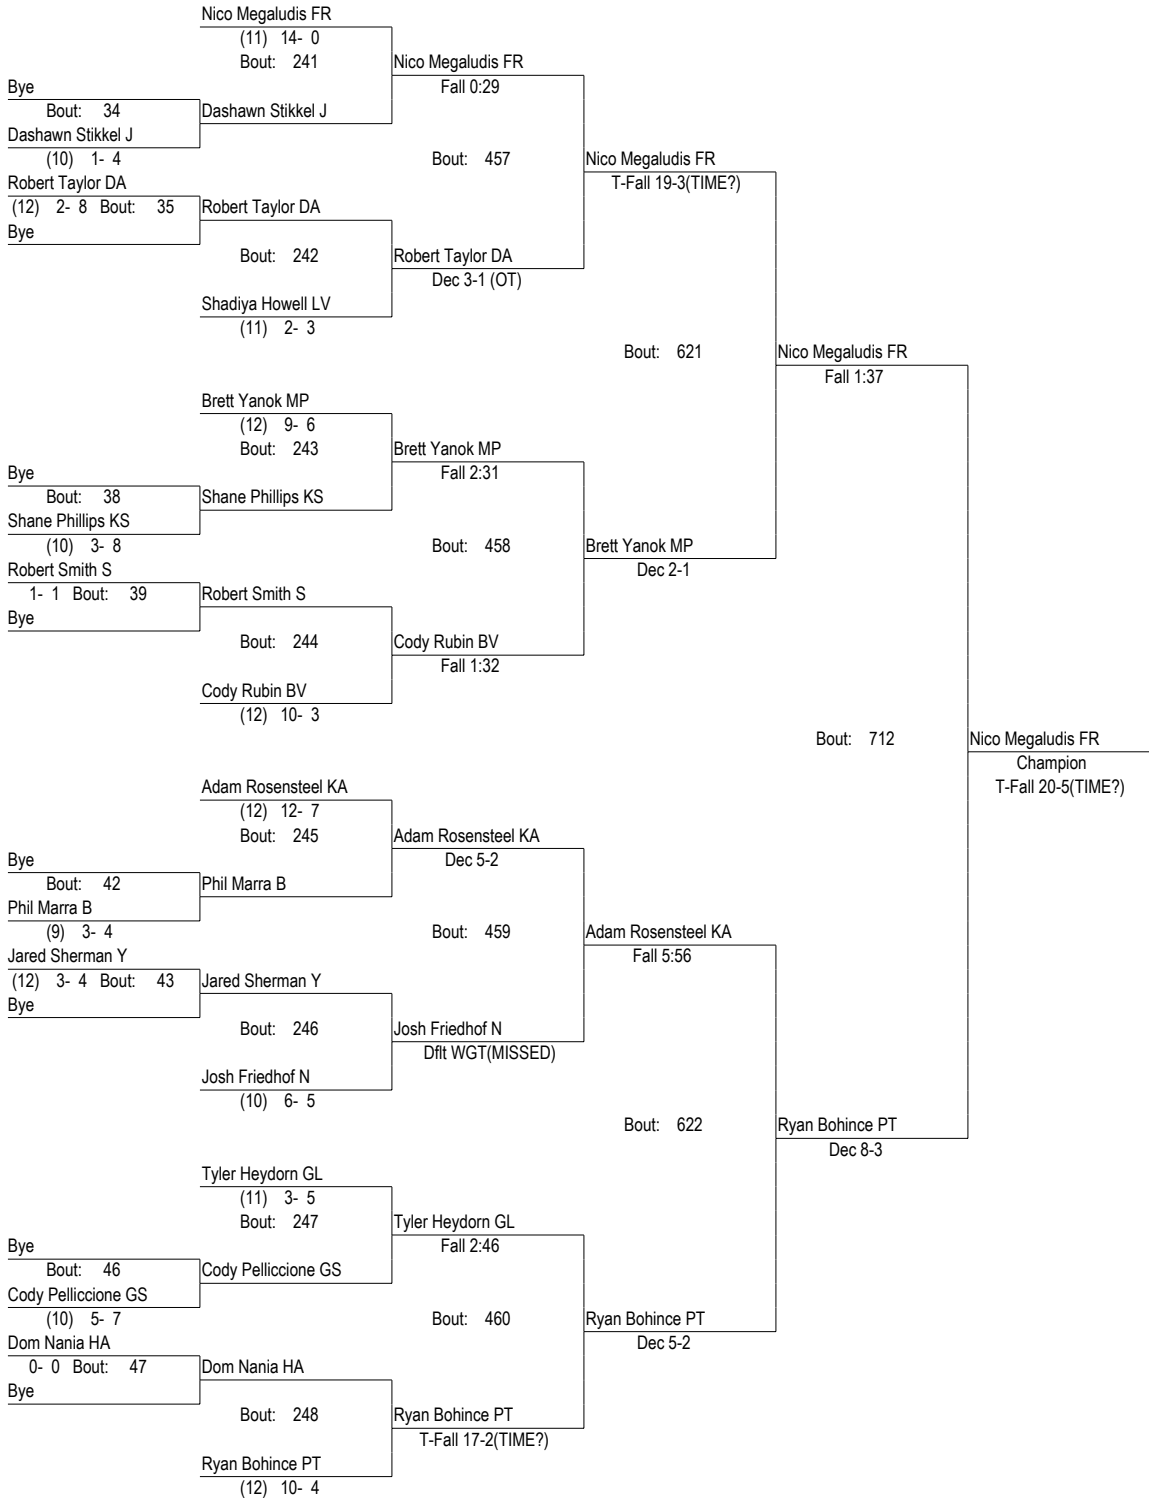 Nico Megaludis FR
(11) 14- 0
Bout: 241
Nico Megaludis FR
Fall 0:29
Bye
Bout: 34
Dashawn Stikkel J
Dashawn Stikkel J
(10) 1- 4
Bout: 457
Nico Megaludis FR
T-Fall 19-3(TIME?)
Robert Taylor DA
(12) 2- 8 Bout: 35
Robert Taylor DA
Bye
Bout: 242
Robert Taylor DA
Dec 3-1 (OT)
Shadiya Howell LV
(11) 2- 3
Bout: 621
Nico Megaludis FR
Fall 1:37
Brett Yanok MP
(12) 9- 6
Bout: 243
Brett Yanok MP
Fall 2:31
Bye
Bout: 38
Shane Phillips KS
Shane Phillips KS
(10) 3- 8
Bout: 458
Brett Yanok MP
Dec 2-1
Robert Smith S
1- 1 Bout: 39
Robert Smith S
Bye
Bout: 244
Cody Rubin BV
Fall 1:32
Cody Rubin BV
(12) 10- 3
Bout: 712
Nico Megaludis FR
Champion
T-Fall 20-5(TIME?)
Adam Rosensteel KA
(12) 12- 7
Bout: 245
Adam Rosensteel KA
Dec 5-2
Bye
Bout: 42
Phil Marra B
Phil Marra B
(9) 3- 4
Bout: 459
Adam Rosensteel KA
Fall 5:56
Jared Sherman Y
(12) 3- 4 Bout: 43
Jared Sherman Y
Bye
Bout: 246
Josh Friedhof N
Dflt WGT(MISSED)
Josh Friedhof N
(10) 6- 5
Bout: 622
Ryan Bohince PT
Dec 8-3
Tyler Heydorn GL
(11) 3- 5
Bout: 247
Tyler Heydorn GL
Fall 2:46
Bye
Bout: 46
Cody Pelliccione GS
Cody Pelliccione GS
(10) 5- 7
Bout: 460
Ryan Bohince PT
Dec 5-2
Dom Nania HA
0- 0 Bout: 47
Dom Nania HA
Bye
Bout: 248
Ryan Bohince PT
T-Fall 17-2(TIME?)
Ryan Bohince PT
(12) 10- 4